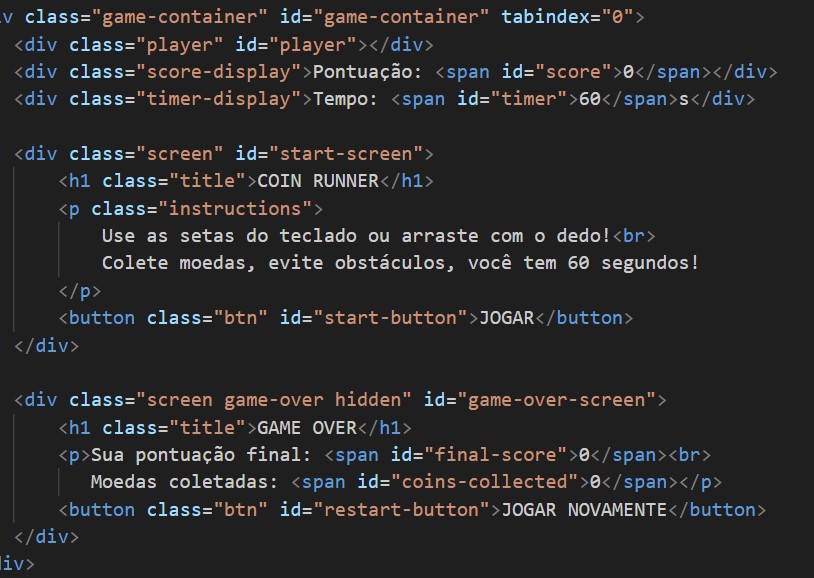 v class="game-container" id="game-container" tabindex="0">
<div class="player" id="player"></div>
<div class="score-display">Pontuação: <span id="score">0</span></div>
<div class="timer-display">Tempo: <span id="timer">60</span>s</div>
<div class="screen" id="start-screen">
<h1 class="title">COIN RUNNER</h1>
<p class="instructions">
Use as setas do teclado ou arraste com o dedo!<br>
Colete moedas, evite obstáculos, você tem 60 segundos!
</p>
<button class="btn" id="start-button">JOGAR</button>
</div>
<div class="screen game-over hidden" id="game-over-screen">
<h1 class="title">GAME OVER</h1>
<p>Sua pontuação final: <span id="final-score">0</span><br>
Moedas coletadas: <span id="coins-collected">0</span></p>
<button class="btn" id="restart-button">JOGAR NOVAMENTE</button>
</div>
div>